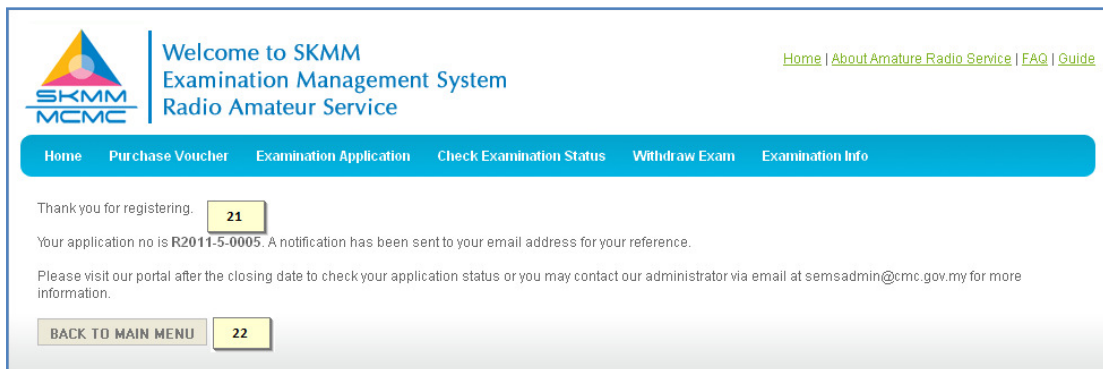 SKMM
MCMC
Welcome to SKMM
Examination Management System
Radio Amateur Service
Home | About Amature Radio Service | FAQ | Guide
Home Purchase Voucher Examination Application Check Examination Status Withdraw Exam Examination Info
Thank you for registering.
21
Your application no is R2011-5-0005. A notification has been sent to your email address for your reference.
Please visit our portal after the closing date to check your application status or you may contact our administrator via email at semsadmin@cmc.gov.my for more
information.
BACK TO MAIN MENU
22